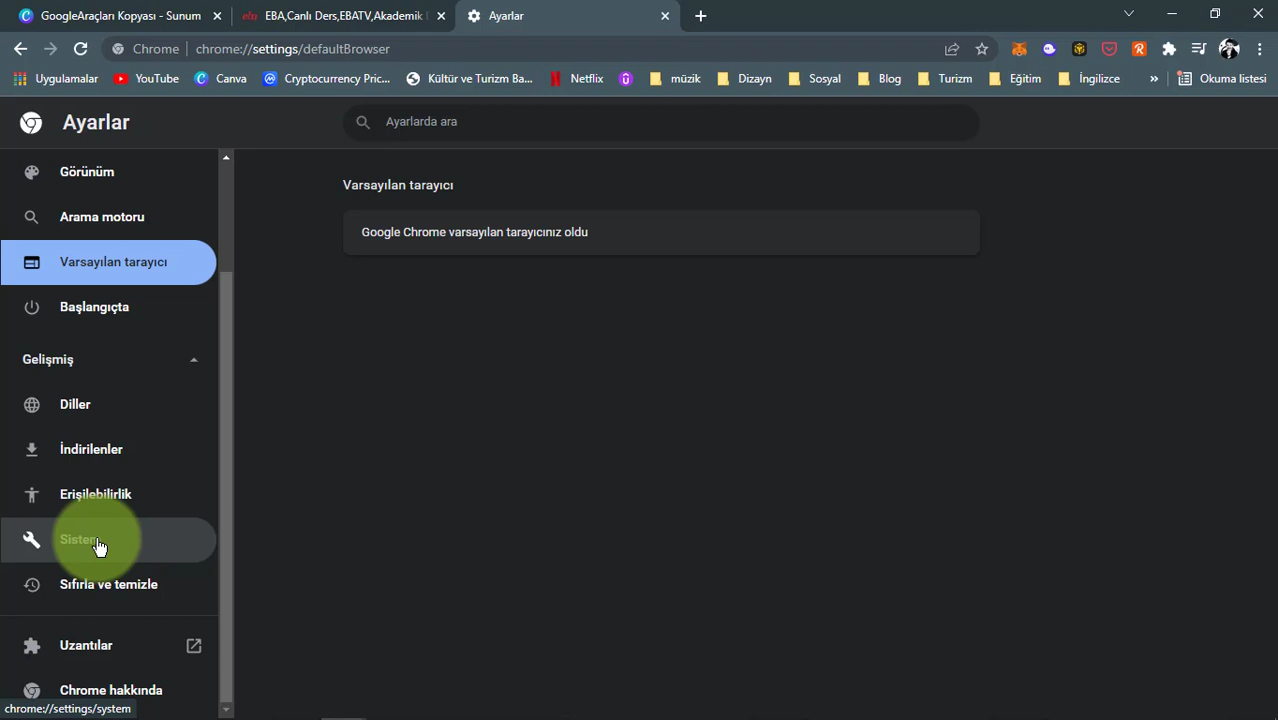 GoogleAraçları Kopyası - Sunum
EBA,Canlı Ders,EBATV,Akademik
Ayarlar
Chrome
chrome://settings/defaultBrowser
Uygulamalar
YouTube
Canva
Cryptocurrency Pric...
Kültür ve Turizm Ba...
Netflix
müzik
Dizayn
Sosyal
Blog
Turizm
Eğitim
İngilizce
»
Okuma listesi
Ayarlar
Ayarlarda ara
Görünüm
Arama motoru
Varsayılan tarayıcı
Başlangıçta
Gelişmiş
Diller
İndirilenler
Erişilebilirlik
Sistem
Sıfırla ve temizle
Uzantılar
Chrome hakkında
chrome://settings/system
Varsayılan tarayıcı
Google Chrome varsayılan tarayıcınız oldu